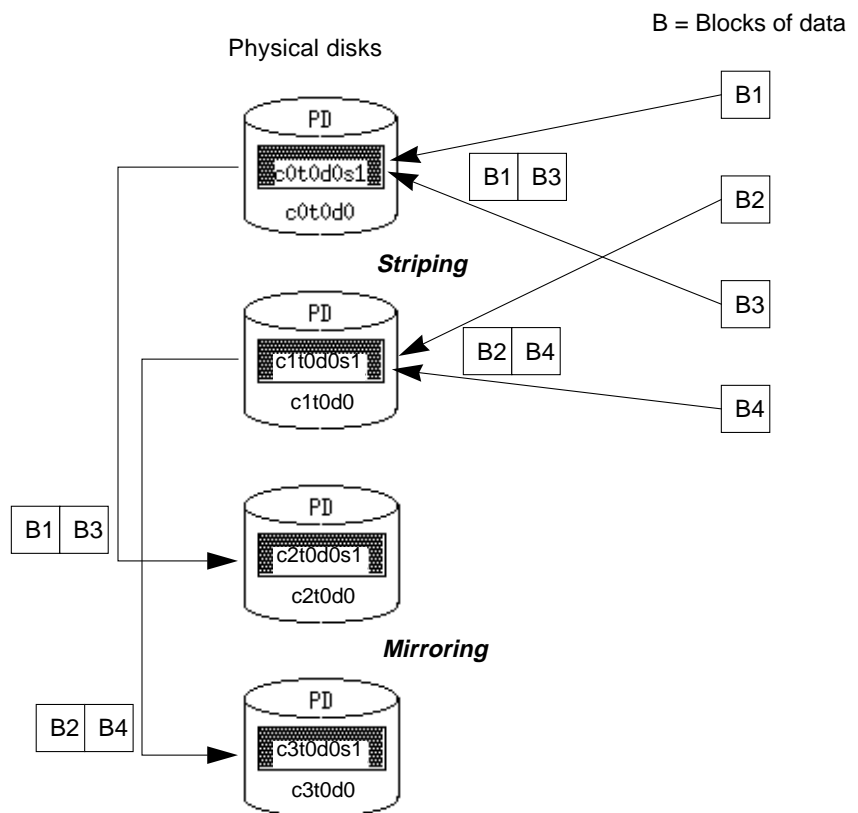 B = Blocks of data
Physical disks
B1
PD
c0t0d0s1
c0t0d0
B1 B3
B2
Striping
B3
PD
c1t0d0s1
c1t0d0
B2 B4
B4
PD
c2t0d0s1
c2t0d0
B1 B3
Mirroring
PD
c3t0d0s1
c3t0d0
B2 B4